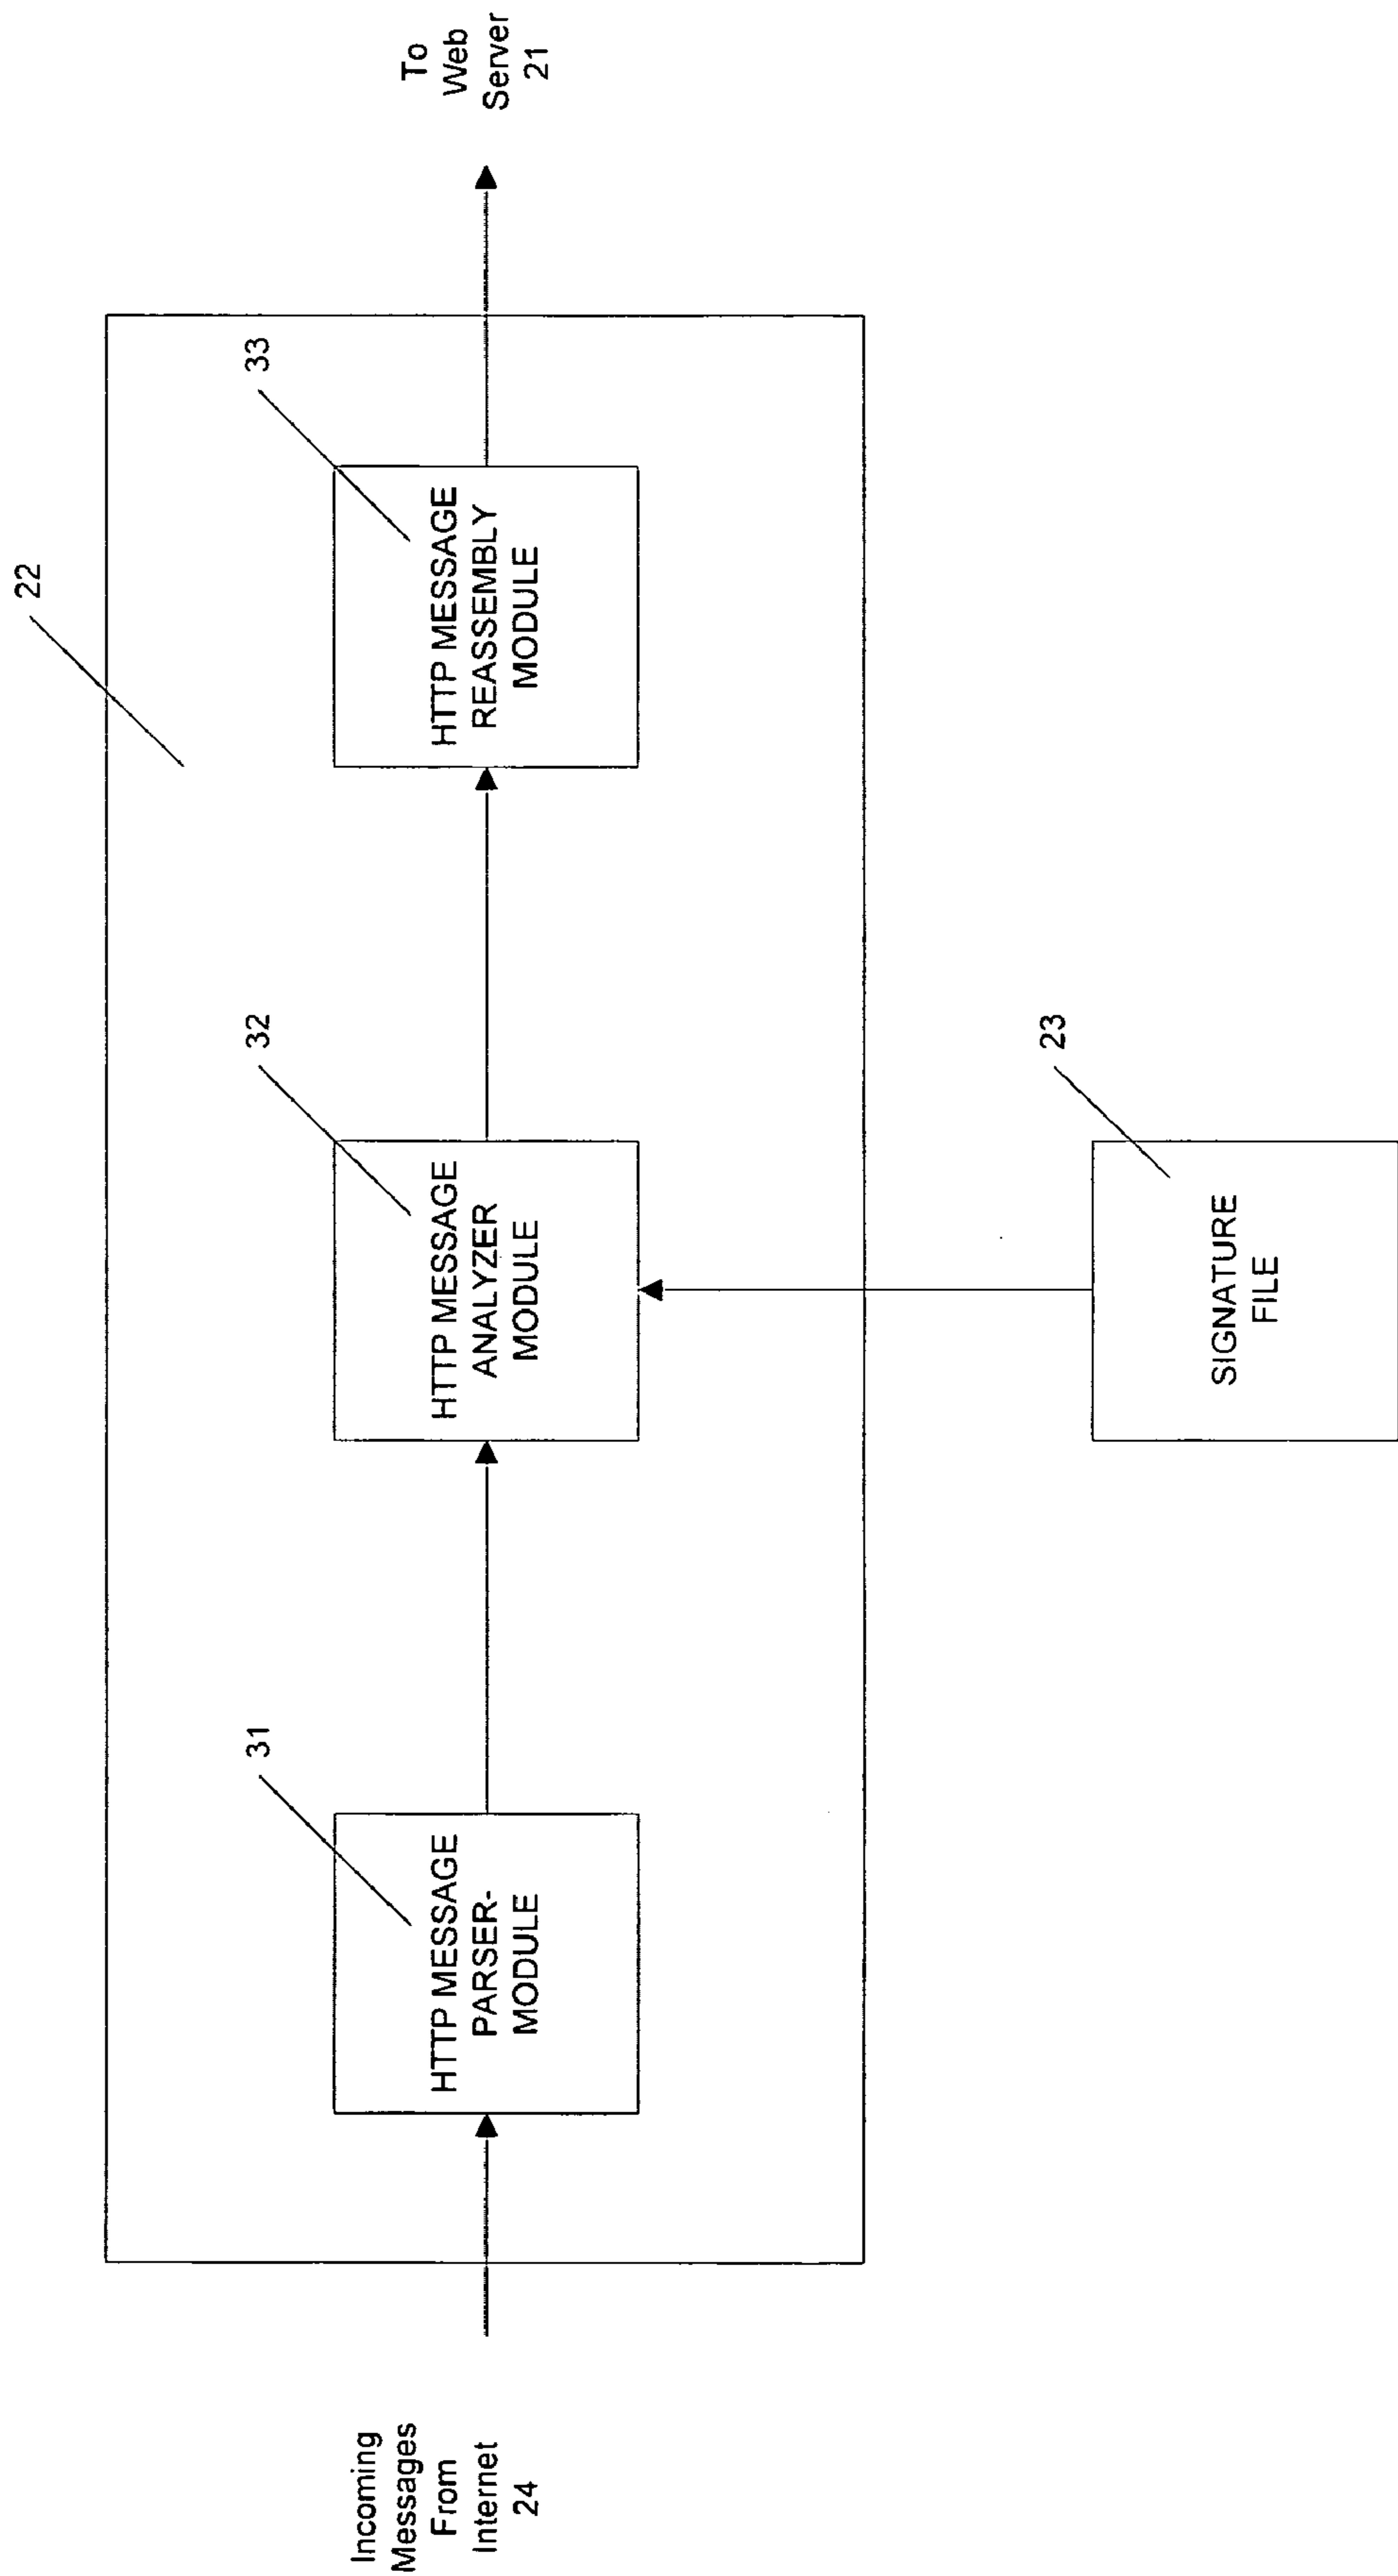 22
Incoming
Messages
From
Internet
24
31
HTTP MESSAGE
PARSER-
MODULE
32
HTTP MESSAGE
ANALYZER
MODULE
33
HTTP MESSAGE
REASSEMBLY
MODULE
To
Web
Server
21
23
SIGNATURE
FILE